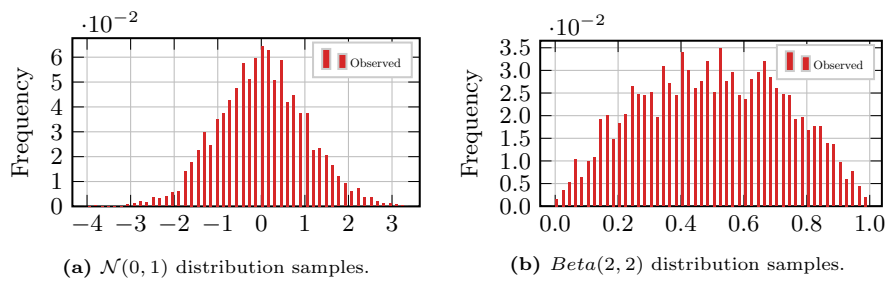 ·10⁻²
6
5
4
3
2
1
0
Frequency
Observed
−4 −3 −2 −1 0 1 2 3
(a) 𝒩(0, 1) distribution samples.
·10⁻²
3.5
3.0
2.5
2.0
1.5
1.0
0.5
0.0
Frequency
Observed
0.0 0.2 0.4 0.6 0.8 1.0
(b) Beta(2, 2) distribution samples.